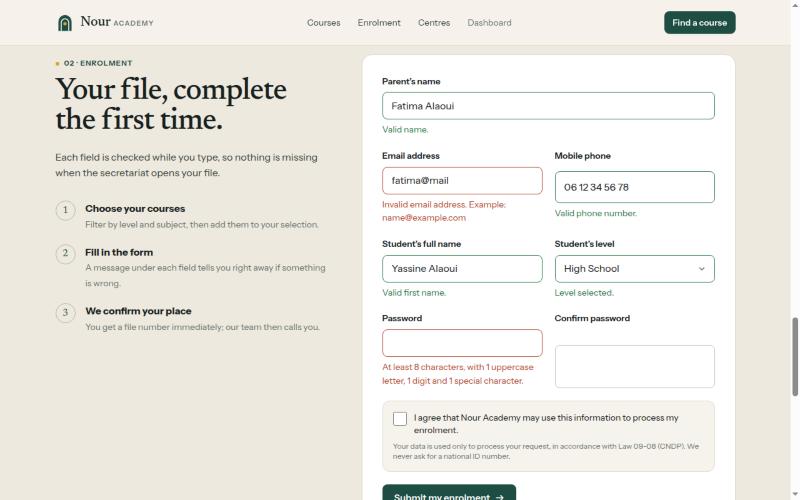 Nour ACADEMY
Courses
Enrolment
Centres
Dashboard
Find a course
02 · ENROLMENT
Your file, complete
the first time.
Each field is checked while you type, so nothing is missing
when the secretariat opens your file.
1
Choose your courses
Filter by level and subject, then add them to your selection.
2
Fill in the form
A message under each field tells you right away if something
is wrong.
3
We confirm your place
You get a file number immediately; our team then calls you.
Parent's name
Fatima Alaoui
Valid name.
Email address
fatima@mail
Invalid email address. Example:
name@example.com
Mobile phone
06 12 34 56 78
Valid phone number.
Student's full name
Yassine Alaoui
Valid first name.
Student's level
High School
Level selected.
Password
At least 8 characters, with 1 uppercase
letter, 1 digit and 1 special character.
Confirm password
I agree that Nour Academy may use this information to process my
enrolment.
Your data is used only to process your request, in accordance with Law 09-08 (CNDP). We
never ask for a national ID number.
Submit my enrolment →